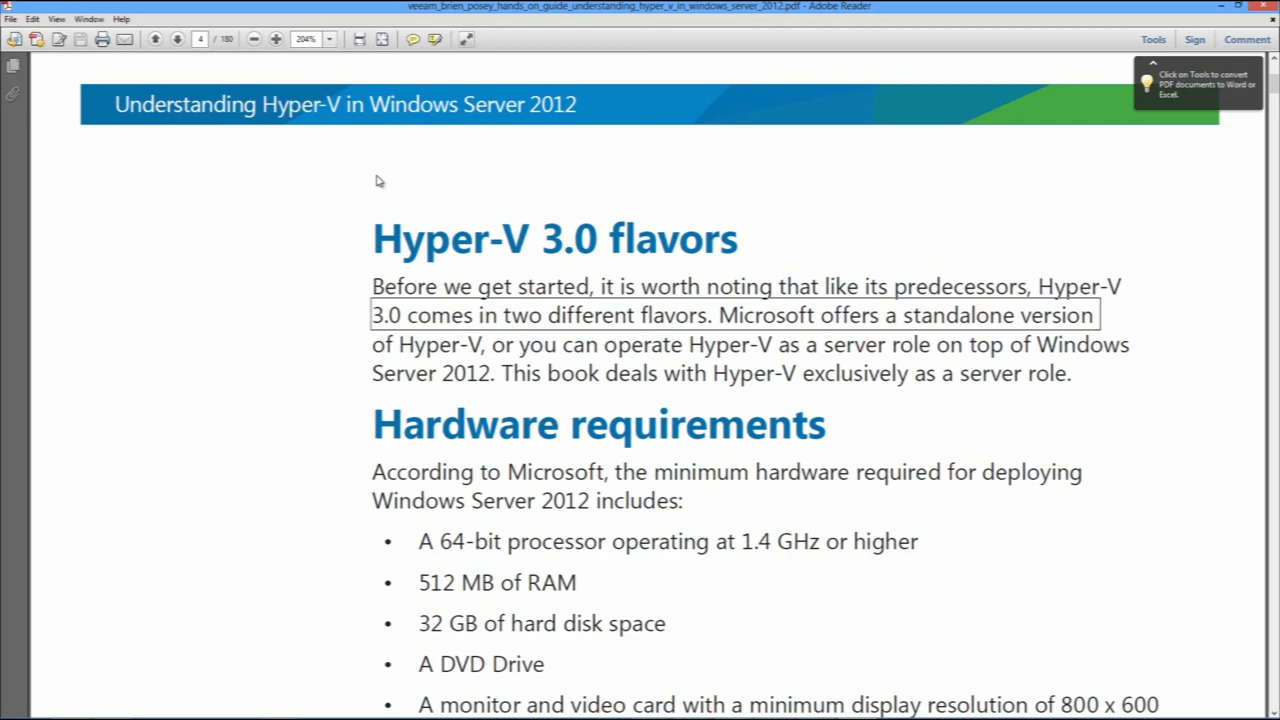 veeam_brien_posey_hands_on_guide_understanding_hyper_v_in_windows_server_2012.pdf - Adobe Reader
File Edit View Window Help
4 / 180 204% Tools Sign Comment
Click on Tools to convert
PDF documents to Word or
Excel.
Understanding Hyper-V in Windows Server 2012
Hyper-V 3.0 flavors
Before we get started, it is worth noting that like its predecessors, Hyper-V
3.0 comes in two different flavors. Microsoft offers a standalone version
of Hyper-V, or you can operate Hyper-V as a server role on top of Windows
Server 2012. This book deals with Hyper-V exclusively as a server role.
Hardware requirements
According to Microsoft, the minimum hardware required for deploying
Windows Server 2012 includes:
• A 64-bit processor operating at 1.4 GHz or higher
• 512 MB of RAM
• 32 GB of hard disk space
• A DVD Drive
• A monitor and video card with a minimum display resolution of 800 x 600